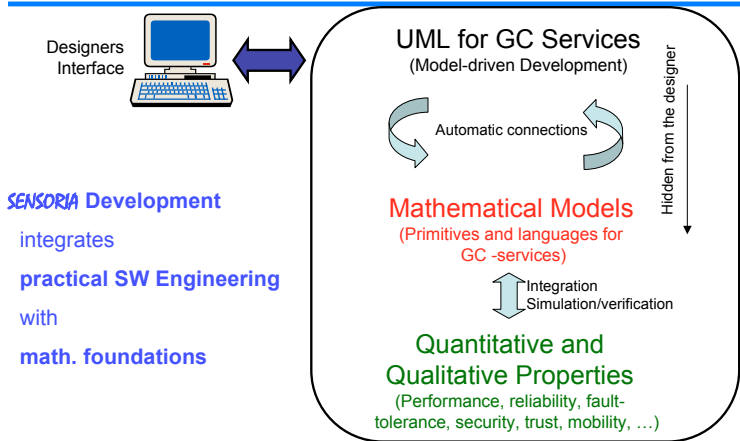 Designers
Interface
UML for GC Services
(Model-driven Development)
Automatic connections
Hidden from the designer
SENSORIA Development
integrates
practical SW Engineering
with
math. foundations
Mathematical Models
(Primitives and languages for
GC -services)
Integration
Simulation/verification
Quantitative and
Qualitative Properties
(Performance, reliability, fault-
tolerance, security, trust, mobility, …)